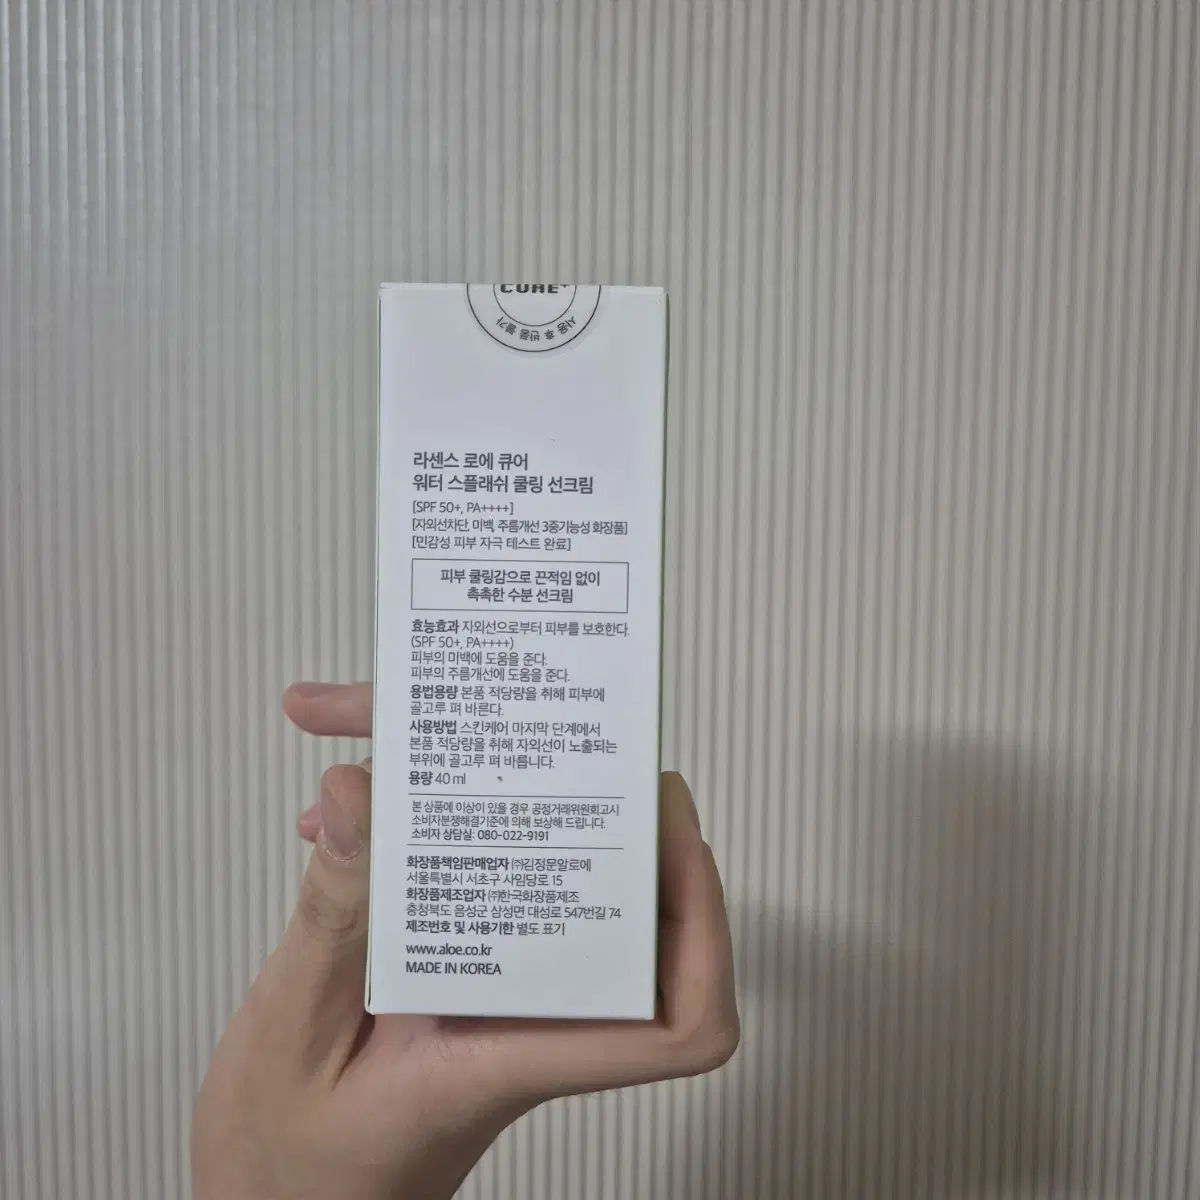 CURE+
사용 후 반품 불가
라센스 로에 큐어
워터 스플래쉬 쿨링 선크림
[SPF 50+, PA++++]
[자외선차단, 미백, 주름개선 3중기능성 화장품]
[민감성 피부 자극 테스트 완료]
피부 쿨링감으로 끈적임 없이
촉촉한 수분 선크림
효능효과 자외선으로부터 피부를 보호한다.
(SPF 50+, PA++++)
피부의 미백에 도움을 준다.
피부의 주름개선에 도움을 준다.
용법용량 본품 적당량을 취해 피부에
골고루 펴 바른다.
사용방법 스킨케어 마지막 단계에서
본품 적당량을 취해 자외선이 노출되는
부위에 골고루 펴 바릅니다.
용량 40 ml
본 상품에 이상이 있을 경우 공정거래위원회고시
소비자분쟁해결기준에 의해 보상해 드립니다.
소비자 상담실: 080-022-9191
화장품책임판매업자 ㈜김정문알로에
서울특별시 서초구 사임당로 15
화장품제조업자 ㈜한국화장품제조
충청북도 음성군 삼성면 대성로 547번길 74
제조번호 및 사용기한 별도 표기
www.aloe.co.kr
MADE IN KOREA